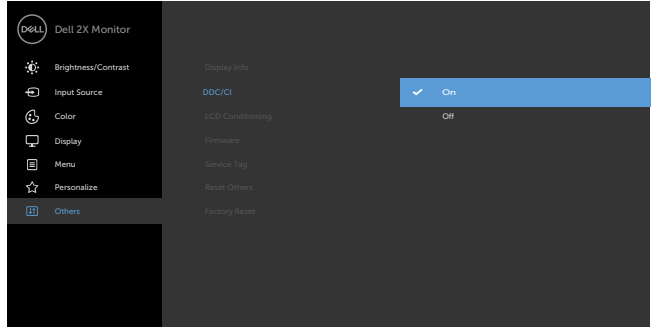 DELL Dell 2X Monitor
Brightness/Contrast
Input Source
Color
Display
Menu
Personalize
Others
Display Info
DDC/CI
LCD Conditioning
Firmware
Service Tag
Reset Others
Factory Reset
On
Off